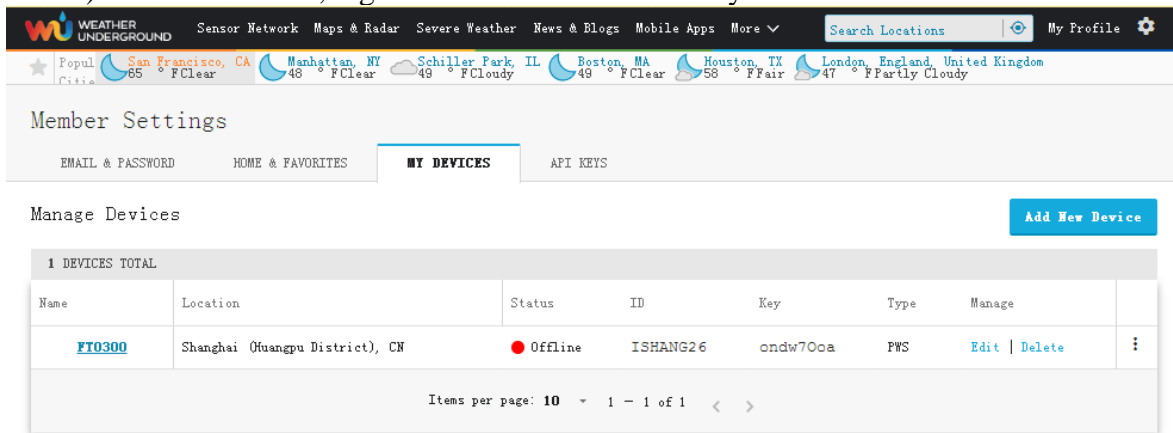 WEATHER UNDERGROUND Sensor Network Maps & Radar Severe Weather News & Blogs Mobile Apps More Search Locations My Profile
Popul San Francisco, CA Manhattan, NY Schiller Park, IL Boston, MA Houston, TX London, England, United Kingdom
65 ° F Clear 48 ° F Clear 49 ° F Cloudy 49 ° F Clear 58 ° F Fair 47 ° F Partly Cloudy
Member Settings
EMAIL & PASSWORD HOME & FAVORITES MY DEVICES API KEYS
Manage Devices Add New Device
1 DEVICES TOTAL
Name Location Status ID Key Type Manage
FT0300 Shanghai (Huangpu District), CN Offline ISHANG26 ondw7Ooa PWS Edit | Delete
Items per page: 10 1 - 1 of 1 < >